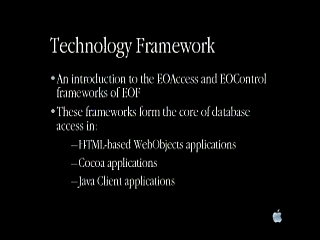 Technology Framework
•An introduction to the EOAccess and EOControl
frameworks of EOF
•These frameworks form the core of database
access in:
–HTML-based WebObjects applications
–Cocoa applications
–Java Client applications